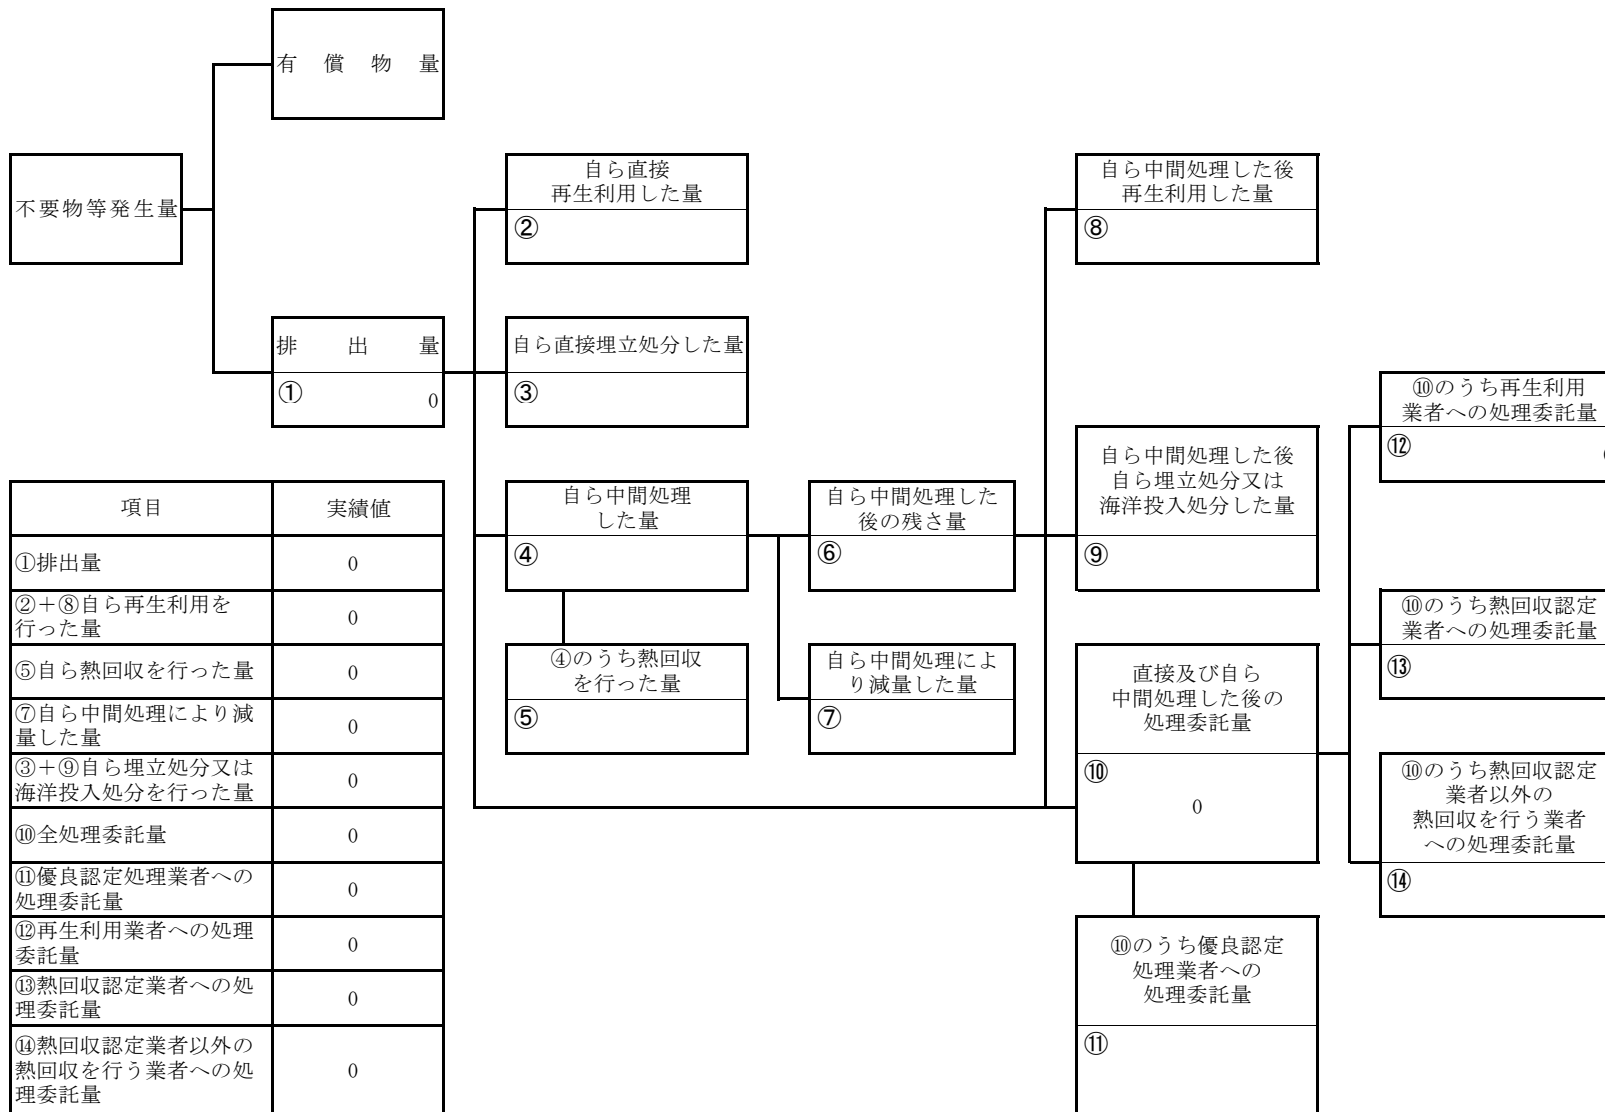 有償物量
不要物等発生量
排出量
① 0
自ら直接
再生利用した量
②
自ら直接埋立処分した量
③
自ら中間処理
した量
④
④のうち熱回収
を行った量
⑤
自ら中間処理した
後の残さ量
⑥
自ら中間処理によ
り減量した量
⑦
自ら中間処理した後
再生利用した量
⑧
自ら中間処理した後
自ら埋立処分又は
海洋投入処分した量
⑨
直接及び自ら
中間処理した後の
処理委託量
⑩
0
⑩のうち優良認定
処理業者への
処理委託量
⑪
⑩のうち再生利用
業者への処理委託量
⑫
⑩のうち熱回収認定
業者への処理委託量
⑬
⑩のうち熱回収認定
業者以外の
熱回収を行う業者
への処理委託量
⑭
項目 実績値
①排出量 0
②+⑧自ら再生利用を
行った量 0
⑤自ら熱回収を行った量 0
⑦自ら中間処理により減
量した量 0
③+⑨自ら埋立処分又は
海洋投入処分を行った量 0
⑩全処理委託量 0
⑪優良認定処理業者への
処理委託量 0
⑫再生利用業者への処理
委託量 0
⑬熱回収認定業者への処
理委託量 0
⑭熱回収認定業者以外の
熱回収を行う業者への処
理委託量 0